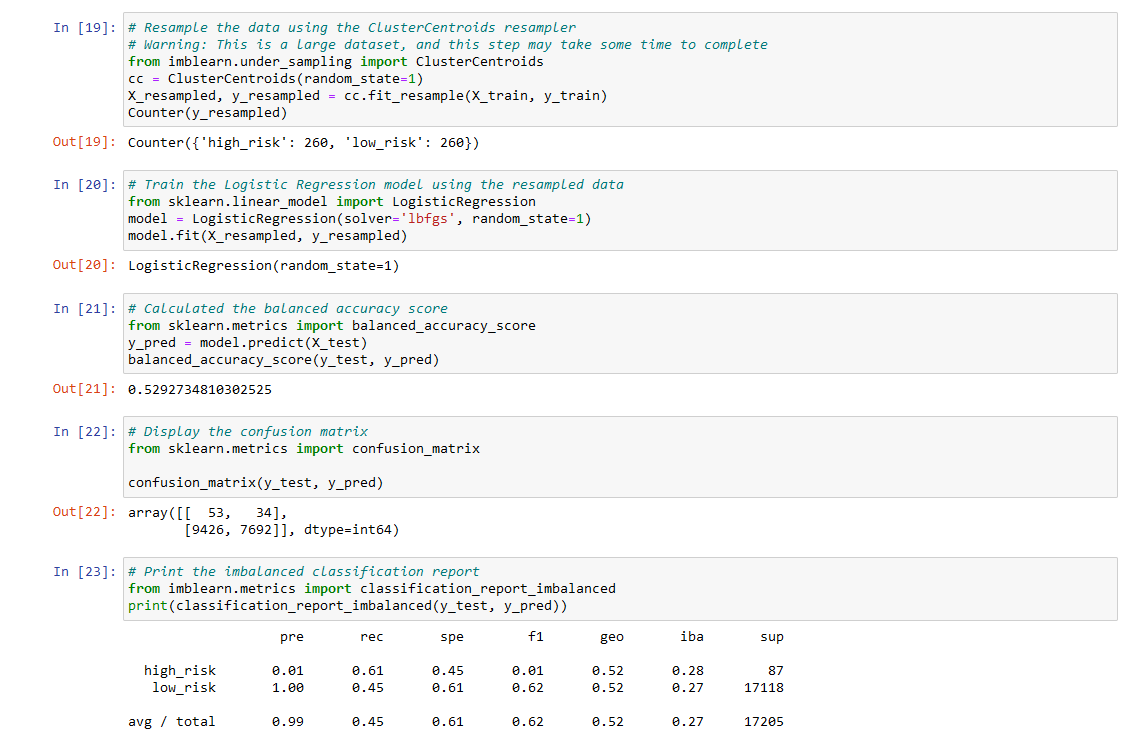 In [19]: # Resample the data using the ClusterCentroids resampler
# Warning: This is a large dataset, and this step may take some time to complete
from imblearn.under_sampling import ClusterCentroids
cc = ClusterCentroids(random_state=1)
X_resampled, y_resampled = cc.fit_resample(X_train, y_train)
Counter(y_resampled)
Out[19]: Counter({'high_risk': 260, 'low_risk': 260})
In [20]: # Train the Logistic Regression model using the resampled data
from sklearn.linear_model import LogisticRegression
model = LogisticRegression(solver='lbfgs', random_state=1)
model.fit(X_resampled, y_resampled)
Out[20]: LogisticRegression(random_state=1)
In [21]: # Calculated the balanced accuracy score
from sklearn.metrics import balanced_accuracy_score
y_pred = model.predict(X_test)
balanced_accuracy_score(y_test, y_pred)
Out[21]: 0.5292734810302525
In [22]: # Display the confusion matrix
from sklearn.metrics import confusion_matrix
confusion_matrix(y_test, y_pred)
Out[22]: array([[  53,   34],
       [9426, 7692]], dtype=int64)
In [23]: # Print the imbalanced classification report
from imblearn.metrics import classification_report_imbalanced
print(classification_report_imbalanced(y_test, y_pred))
pre rec spe f1 geo iba sup
high_risk 0.01 0.61 0.45 0.01 0.52 0.28 87
low_risk 1.00 0.45 0.61 0.62 0.52 0.27 17118
avg / total 0.99 0.45 0.61 0.62 0.52 0.27 17205